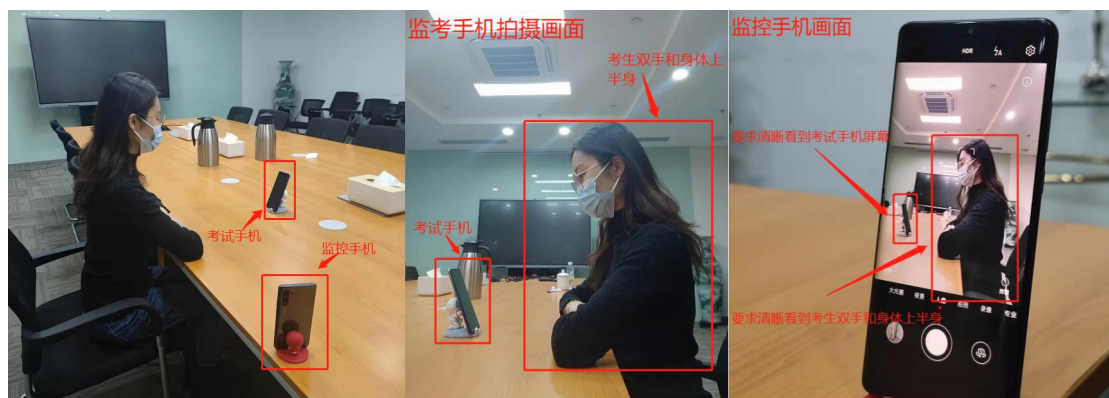 考试手机
监控手机
监考手机拍摄画面
考生双手和身体上
半身
考试手机
监控手机画面
HDR
要求清晰看到考试手机屏幕
大光圈 夜景 人像 拍照 录像 专业
要求清晰看到考生双手和身体上半身